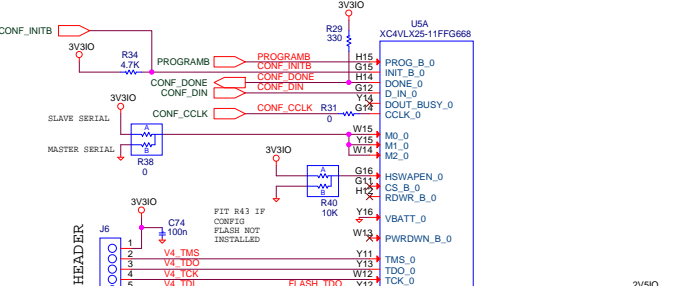 3V3IO
U5A
XC4VLX25-11FFG668
CONF_INITB
R29
330
3V3IO
R34
4.7K
PROGRAMB
PROGRAMB
H15
PROG_B_0
CONF_INITB
G15
INIT_B_0
CONF_DONE
CONF_DONE
H14
DONE_0
CONF_DIN
CONF_DIN
G12
D_IN_0
Y14
DOUT_BUSY_0
3V3IO
CONF_CCLK
CONF_CCLK
R31
0
G14
CCLK_0
SLAVE SERIAL
A
B
W15
M0_0
Y15
M1_0
MASTER SERIAL
W14
M2_0
R38
0
3V3IO
A
B
G16
HSWAPEN_0
G11
CS_B_0
H12
RDWR_B_0
R40
10K
3V3IO
C74
100n
FIT R43 IF
CONFIG
FLASH NOT
INSTALLED
Y16
VBATT_0
W13
PWRDWN_B_0
HEADER
J6
1
2
V4_TMS
Y11
TMS_0
3
V4_TDO
Y13
TDO_0
4
V4_TCK
W12
TCK_0
5
V4_TDI
FLASH_TDO
Y12
2V5IO